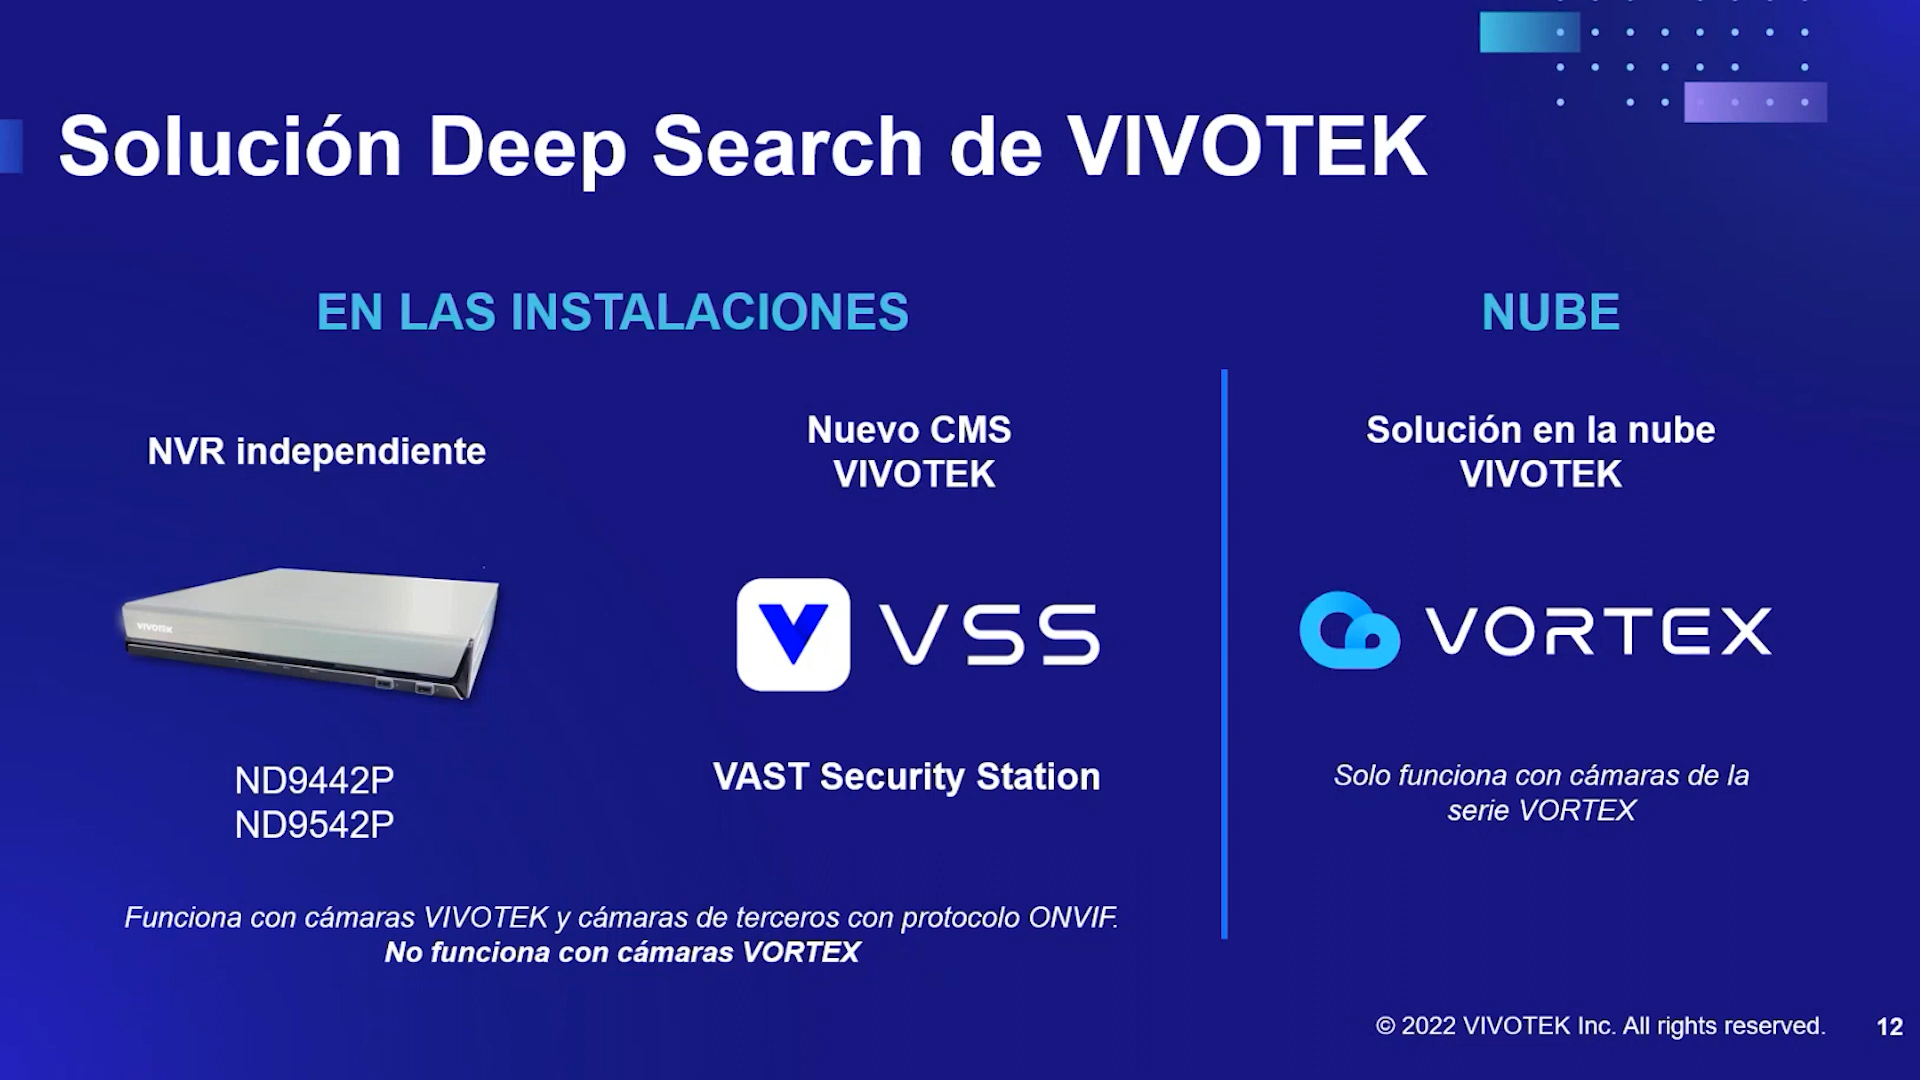 Solución Deep Search de VIVOTEK
EN LAS INSTALACIONES
NVR independiente
VIVOTEK
ND9442P
ND9542P
Nuevo CMS
VIVOTEK
V VSS
VAST Security Station
Funciona con cámaras VIVOTEK y cámaras de terceros con protocolo ONVIF.
No funciona con cámaras VORTEX
NUBE
Solución en la nube
VIVOTEK
VORTEX
Solo funciona con cámaras de la
serie VORTEX
© 2022 VIVOTEK Inc. All rights reserved.
12